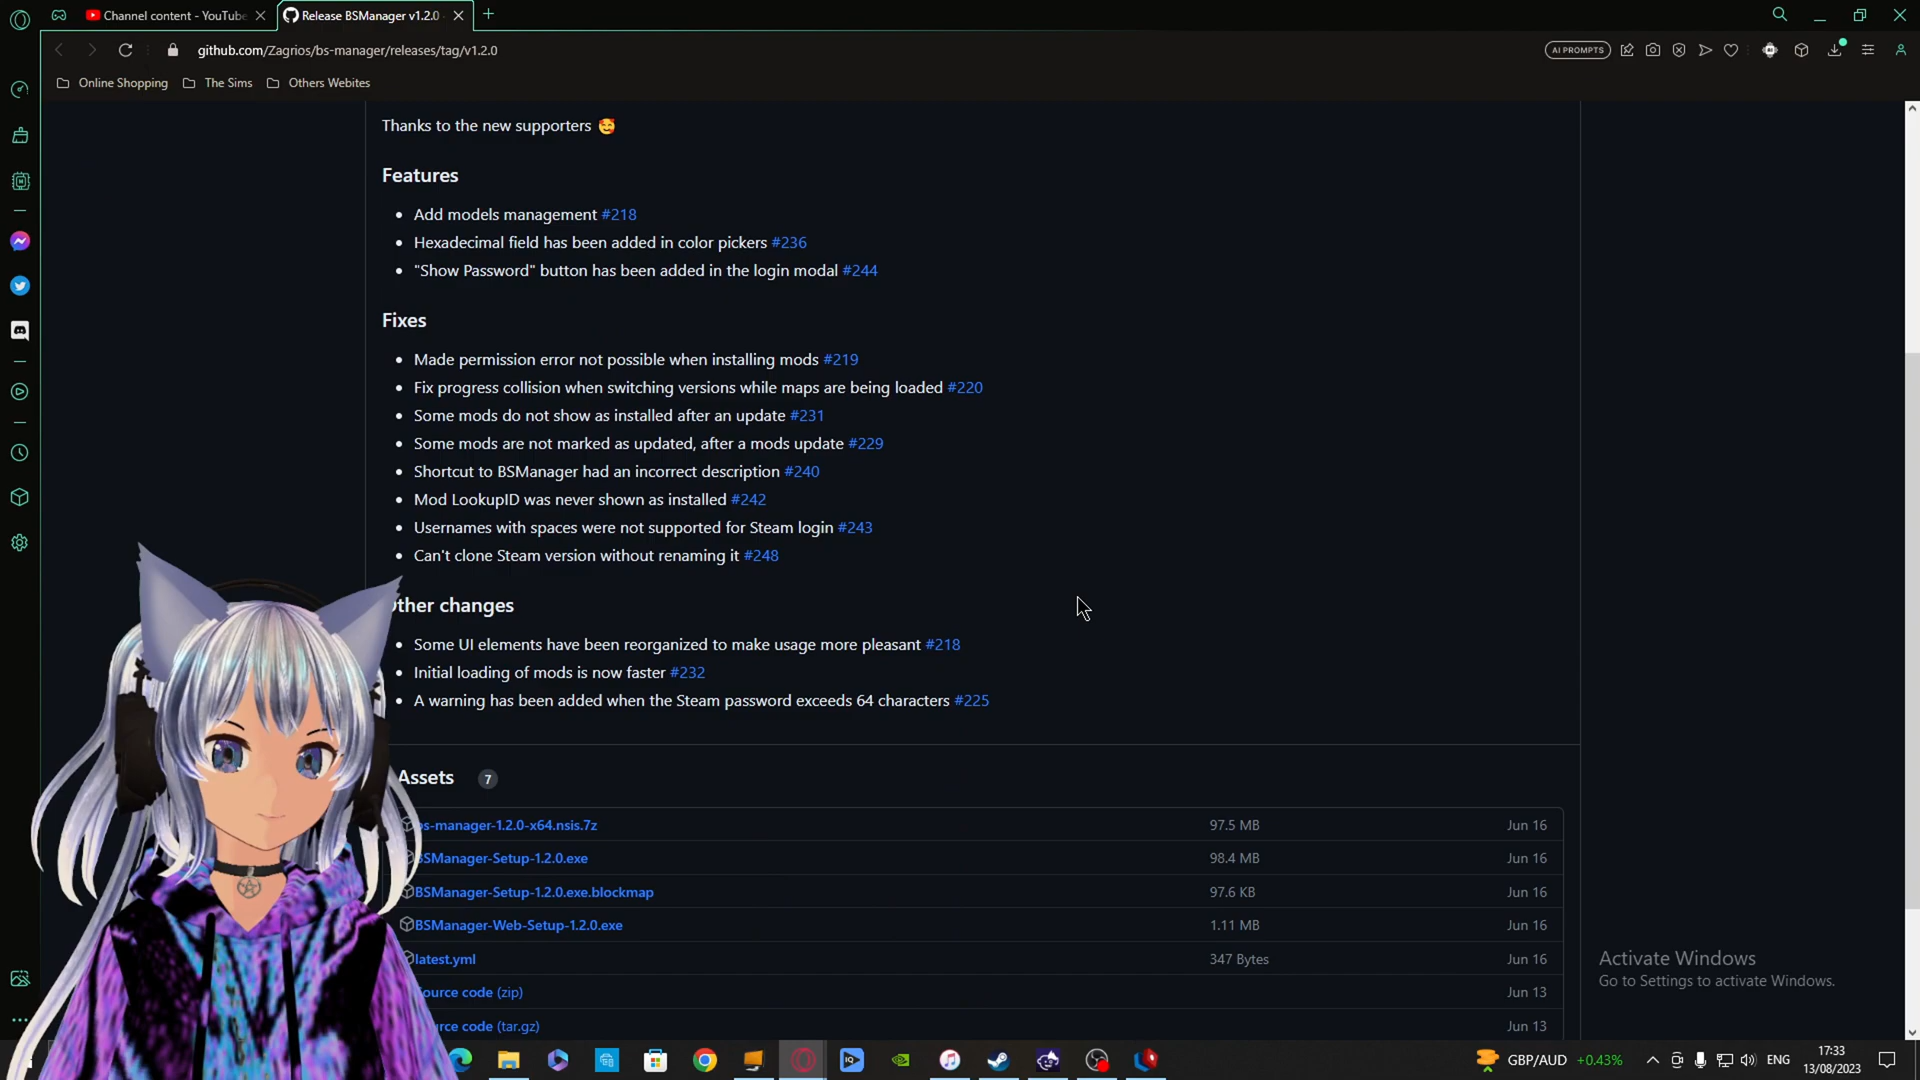 Channel content - YouTube
Release BSManager v1.2.0
github.com/Zagrios/bs-manager/releases/tag/v1.2.0
AI PROMPTS
Online Shopping
The Sims
Others Webites
Thanks to the new supporters 🥰
Features
Add models management #218
Hexadecimal field has been added in color pickers #236
"Show Password" button has been added in the login modal #244
Fixes
Made permission error not possible when installing mods #219
Fix progress collision when switching versions while maps are being loaded #220
Some mods do not show as installed after an update #231
Some mods are not marked as updated, after a mods update #229
Shortcut to BSManager had an incorrect description #240
Mod LookupID was never shown as installed #242
Usernames with spaces were not supported for Steam login #243
Can't clone Steam version without renaming it #248
Other changes
Some UI elements have been reorganized to make usage more pleasant #218
Initial loading of mods is now faster #232
A warning has been added when the Steam password exceeds 64 characters #225
Assets 7
bs-manager-1.2.0-x64.nsis.7z 97.5 MB Jun 16
BSManager-Setup-1.2.0.exe 98.4 MB Jun 16
BSManager-Setup-1.2.0.exe.blockmap 97.6 KB Jun 16
BSManager-Web-Setup-1.2.0.exe 1.11 MB Jun 16
latest.yml 347 Bytes Jun 16
Source code (zip) Jun 13
Source code (tar.gz) Jun 13
Activate Windows
Go to Settings to activate Windows.
GBP/AUD +0.43%
ENG
17:33
13/08/2023